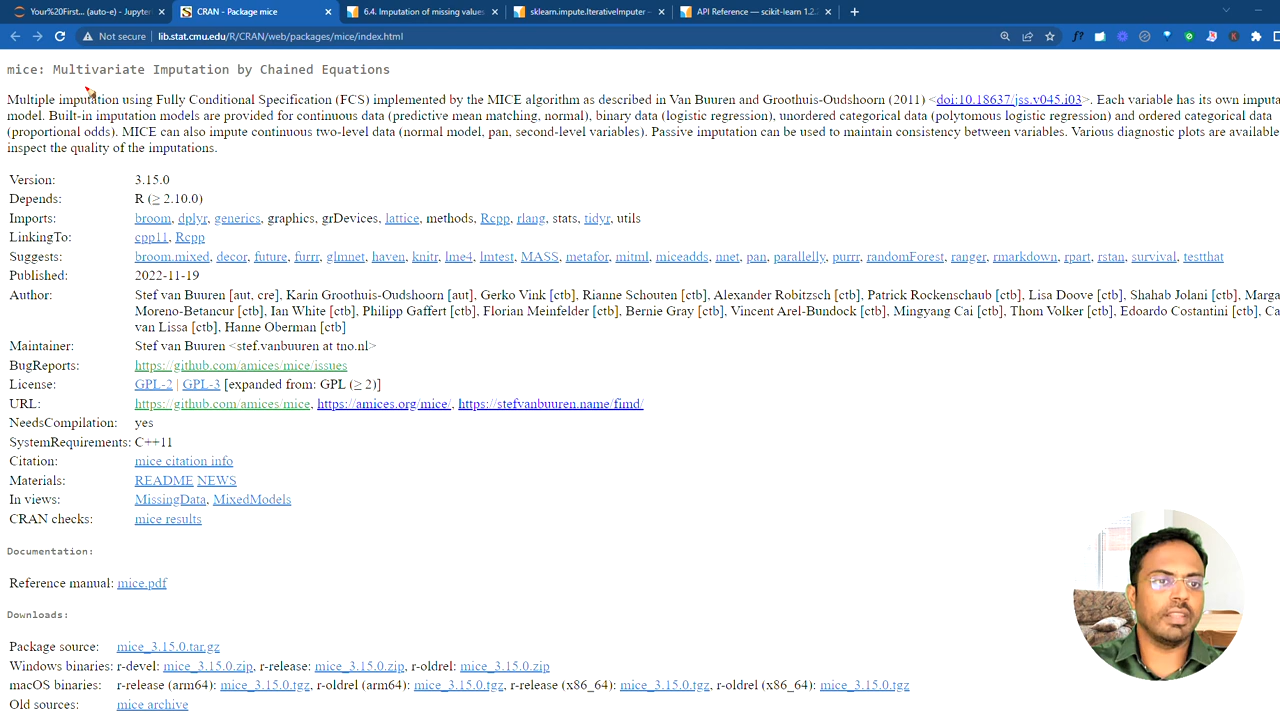 Your%20First... (auto-e) - Jupyter
CRAN - Package mice
6.4. Imputation of missing values
sklearn.impute.IterativeImputer —
API Reference — scikit-learn 1.2.
Not secure | lib.stat.cmu.edu/R/CRAN/web/packages/mice/index.html
mice: Multivariate Imputation by Chained Equations
Multiple imputation using Fully Conditional Specification (FCS) implemented by the MICE algorithm as described in Van Buuren and Groothuis-Oudshoorn (2011) <doi:10.18637/jss.v045.i03>. Each variable has its own imputa
model. Built-in imputation models are provided for continuous data (predictive mean matching, normal), binary data (logistic regression), unordered categorical data (polytomous logistic regression) and ordered categorical data
(proportional odds). MICE can also impute continuous two-level data (normal model, pan, second-level variables). Passive imputation can be used to maintain consistency between variables. Various diagnostic plots are available
inspect the quality of the imputations.
Version: 3.15.0
Depends: R (≥ 2.10.0)
Imports: broom, dplyr, generics, graphics, grDevices, lattice, methods, Rcpp, rlang, stats, tidyr, utils
LinkingTo: cpp11, Rcpp
Suggests: broom.mixed, decor, future, furrr, glmnet, haven, knitr, lme4, lmtest, MASS, metafor, mitml, miceadds, nnet, pan, parallelly, purrr, randomForest, ranger, rmarkdown, rpart, rstan, survival, testthat
Published: 2022-11-19
Author: Stef van Buuren [aut, cre], Karin Groothuis-Oudshoorn [aut], Gerko Vink [ctb], Rianne Schouten [ctb], Alexander Robitzsch [ctb], Patrick Rockenschaub [ctb], Lisa Doove [ctb], Shahab Jolani [ctb], Marga
Moreno-Betancur [ctb], Ian White [ctb], Philipp Gaffert [ctb], Florian Meinfelder [ctb], Bernie Gray [ctb], Vincent Arel-Bundock [ctb], Mingyang Cai [ctb], Thom Volker [ctb], Edoardo Costantini [ctb], Ca
van Lissa [ctb], Hanne Oberman [ctb]
Maintainer: Stef van Buuren <stef.vanbuuren at tno.nl>
BugReports: https://github.com/amices/mice/issues
License: GPL-2 | GPL-3 [expanded from: GPL (≥ 2)]
URL: https://github.com/amices/mice, https://amices.org/mice/, https://stefvanbuuren.name/fimd/
NeedsCompilation: yes
SystemRequirements: C++11
Citation: mice citation info
Materials: README NEWS
In views: MissingData, MixedModels
CRAN checks: mice results
Documentation:
Reference manual: mice.pdf
Downloads:
Package source: mice_3.15.0.tar.gz
Windows binaries: r-devel: mice_3.15.0.zip, r-release: mice_3.15.0.zip, r-oldrel: mice_3.15.0.zip
macOS binaries: r-release (arm64): mice_3.15.0.tgz, r-oldrel (arm64): mice_3.15.0.tgz, r-release (x86_64): mice_3.15.0.tgz, r-oldrel (x86_64): mice_3.15.0.tgz
Old sources: mice archive